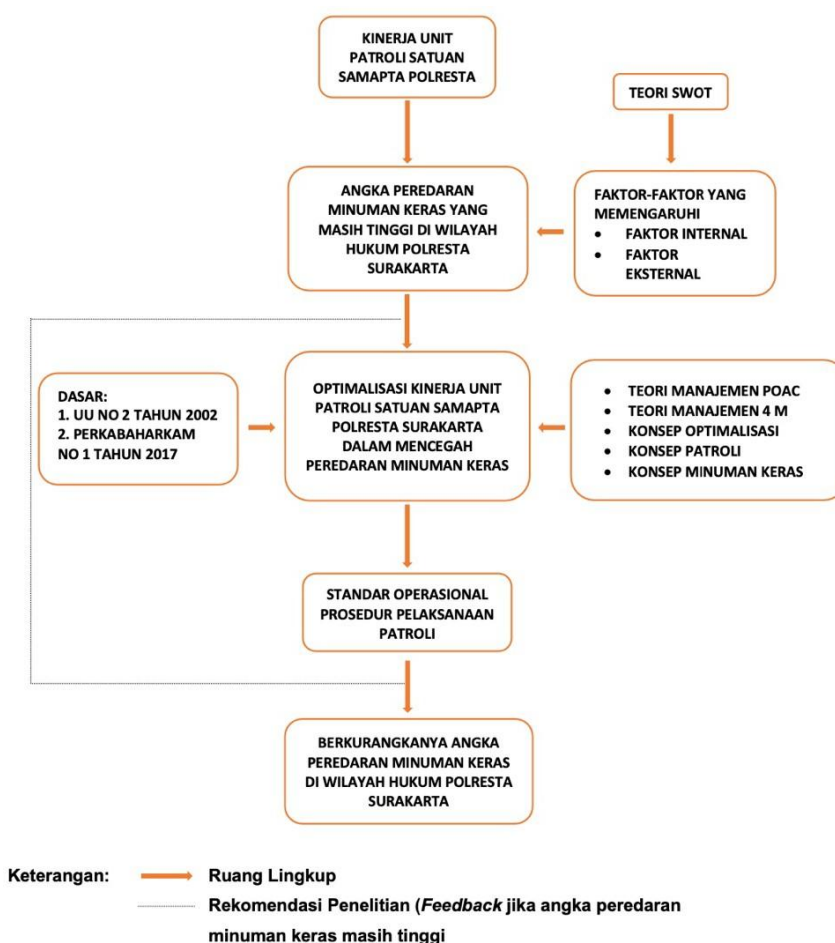 KINERJA UNIT
PATROLI SATUAN
SAMAPTA POLRESTA
TEORI SWOT
ANGKA PEREDARAN
MINUMAN KERAS YANG
MASIH TINGGI DI WILAYAH
HUKUM POLRESTA
SURAKARTA
FAKTOR-FAKTOR YANG
MEMENGARUHI
• FAKTOR INTERNAL
• FAKTOR
EKSTERNAL
DASAR:
1. UU NO 2 TAHUN 2002
2. PERKABAHARKAM
NO 1 TAHUN 2017
OPTIMALISASI KINERJA UNIT
PATROLI SATUAN SAMAPTA
POLRESTA SURAKARTA
DALAM MENCEGAH
PEREDARAN MINUMAN KERAS
• TEORI MANAJEMEN POAC
• TEORI MANAJEMEN 4 M
• KONSEP OPTIMALISASI
• KONSEP PATROLI
• KONSEP MINUMAN KERAS
STANDAR OPERASIONAL
PROSEDUR PELAKSANAAN
PATROLI
BERKURANGKANYA ANGKA
PEREDARAN MINUMAN KERAS
DI WILAYAH HUKUM POLRESTA
SURAKARTA
Keterangan: Ruang Lingkup
Rekomendasi Penelitian (Feedback jika angka peredaran
minuman keras masih tinggi